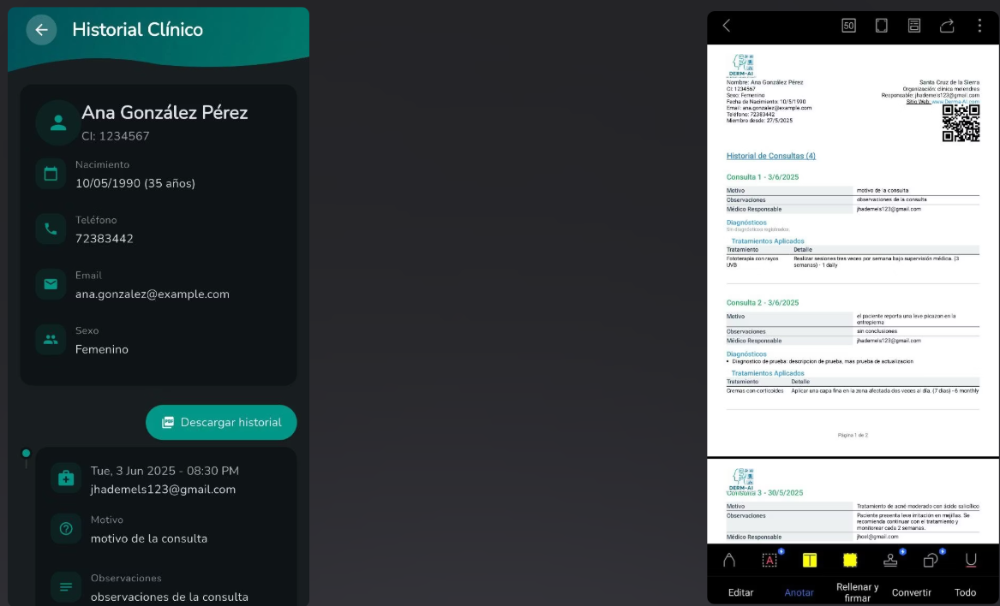 Historial Clínico
Ana González Pérez
CI: 1234567
Nacimiento
10/05/1990 (35 años)
Teléfono
72383442
Email
ana.gonzalez@example.com
Sexo
Femenino
Descargar historial
Tue, 3 Jun 2025 - 08:30 PM
jhademels123@gmail.com
Motivo
motivo de la consulta
Observaciones
observaciones de la consulta
50
DERM-AI
Nombre: Ana González Pérez
CI: 1234567
Sexo: Femenino
Fecha de Nacimiento: 10/5/1990
Email: ana.gonzalez@example.com
Teléfono: 72383442
Miembro desde: 27/5/2025
Santa Cruz de la Sierra
Organización: clinica melendres
Responsable: jhademels123@gmail.com
Sitio Web: www.Derma-Ai.com
Historial de Consultas (4)
Consulta 1 - 3/6/2025
Motivo motivo de la consulta
Observaciones observaciones de la consulta
Médico Responsable jhademels123@gmail.com
Diagnósticos
Sin diagnósticos registrados.
Tratamientos Aplicados
Tratamiento Detalle
Fototerapia con rayos Realizar sesiones tres veces por semana bajo supervisión médica. (3
UVB semanas) - 1 daily
Consulta 2 - 3/6/2025
Motivo el paciente reporta una leve picazon en la
entrepierna
Observaciones sin conclusiones
Médico Responsable jhademels123@gmail.com
Diagnósticos
• Diagnostico de prueba: descripcion de prueba, mas prueba de actualizacion
Tratamientos Aplicados
Tratamiento Detalle
Cremas con corticoides Aplicar una capa fina en la zona afectada dos veces al día. (7 dias) - 6 monthly
Página 1 de 2
DERM-AI
Consulta 3 - 30/5/2025
Motivo Tratamiento de acné moderado con ácido salicílico
Observaciones Paciente presenta leve irritación en mejillas. Se
recomienda continuar con el tratamiento y
monitorear cada 2 semanas.
Médico Responsable jhoel@gmail.com
Editar
Anotar
Rellenar y
firmar
Convertir
Todo